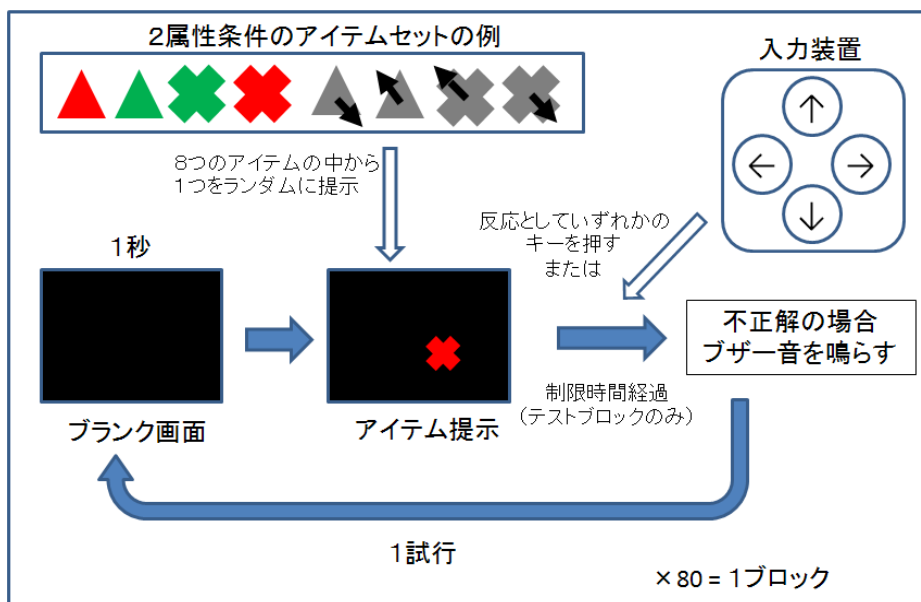 ２属性条件のアイテムセットの例
入力装置
8つのアイテムの中から
1つをランダムに提示
↑
← →
↓
反応としていずれかの
キーを押す
または
１秒
不正解の場合
ブザー音を鳴らす
制限時間経過
（テストブロックのみ）
ブランク画面
アイテム提示
１試行
×80 = 1ブロック